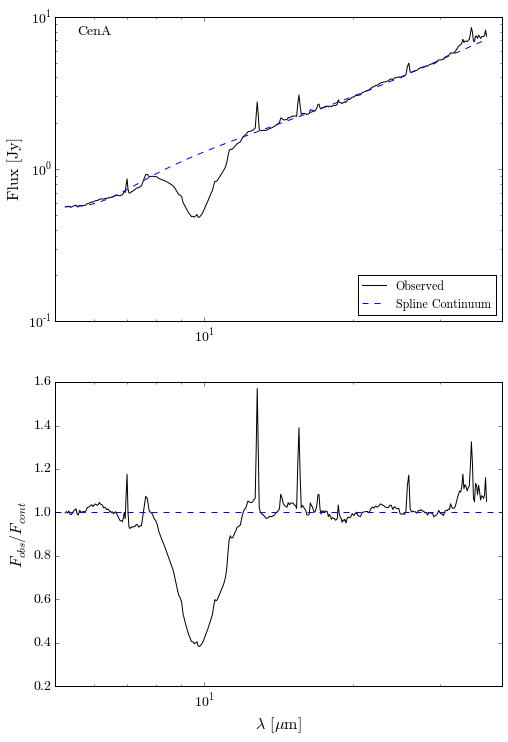 CenA
10^1
10^0
10^-1
Flux [Jy]
Observed
Spline Continuum
10^1
1.6
1.4
1.2
1.0
0.8
0.6
0.4
0.2
F_obs/F_cont
10^1
λ [μm]